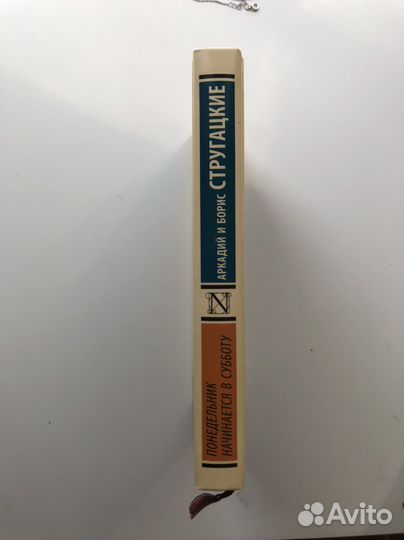 АРКАДИЙ И БОРИС СТРУГАЦКИЕ
N
ПОНЕДЕЛЬНИК
НАЧИНАЕТСЯ В СУББОТУ
Avito